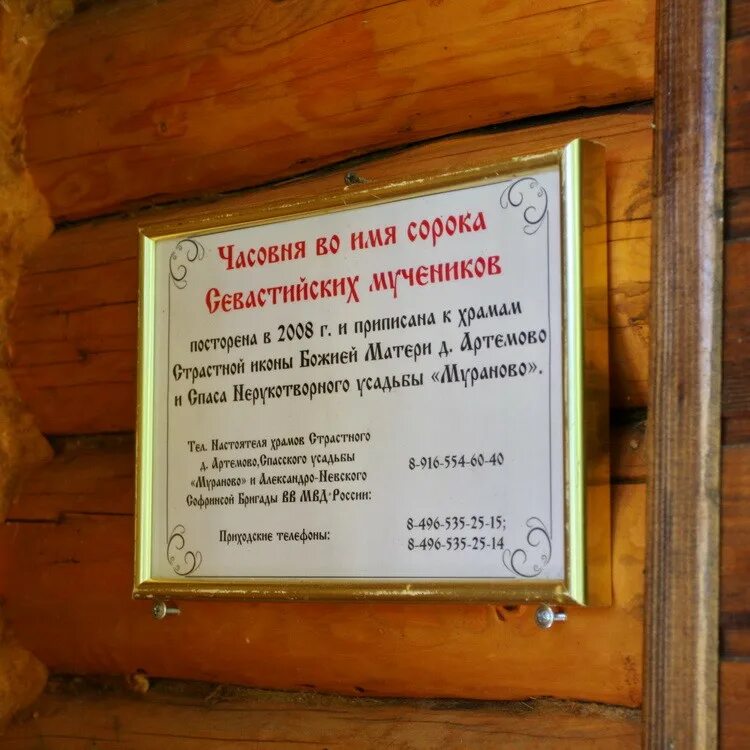 Часовня во имя сорока
Севастийских мучеников
посторена в 2008 г. и приписана к храмам
Страстной иконы Божией Матери д. Артемово
и Спаса Нерукотворного усадьбы «Мураново».
Тел. Настоятеля храмов Страстного
д. Артемово,Спасского усадьбы
«Мураново» и Александро-Невского
Софринсой Бригады ВВ МВД России:
8-916-554-60-40
Приходские телефоны:
8-496-535-25-15;
8-496-535-25-14